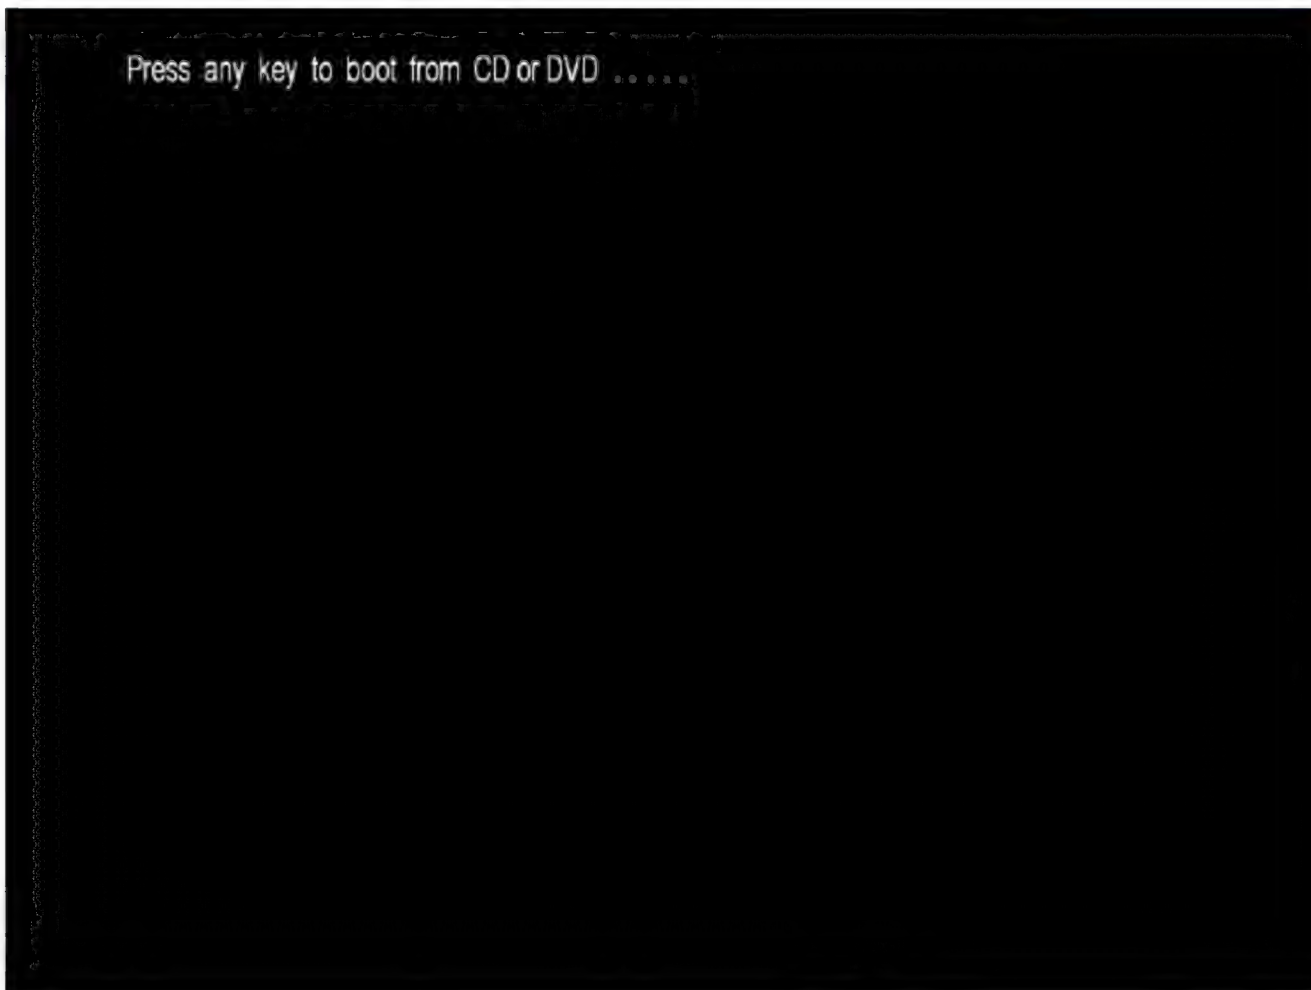 Press any key to boot from CD or DVD .....